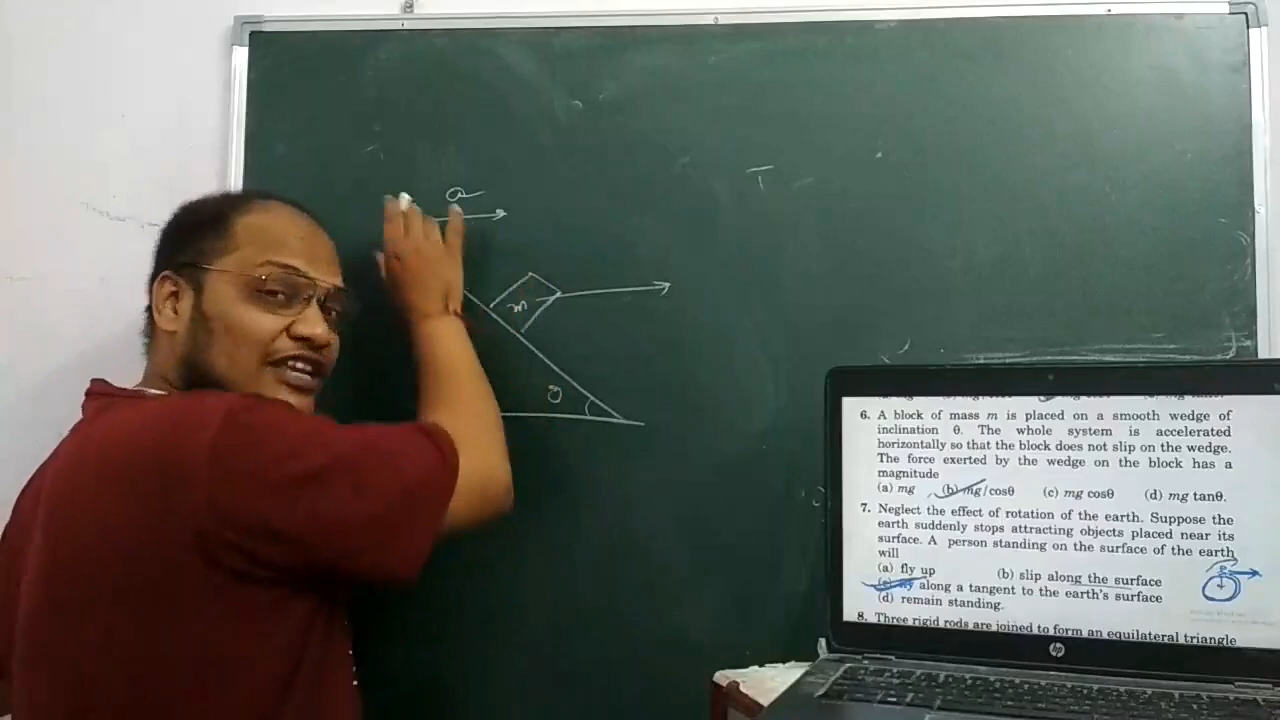 a
T
m
θ
6. A block of mass m is placed on a smooth wedge of
inclination θ. The whole system is accelerated
horizontally so that the block does not slip on the wedge.
The force exerted by the wedge on the block has a
magnitude
(a) mg (b) mg/cosθ (c) mg cosθ (d) mg tanθ.
7. Neglect the effect of rotation of the earth. Suppose the
earth suddenly stops attracting objects placed near its
surface. A person standing on the surface of the earth
will
(a) fly up (b) slip along the surface
(c) fly along a tangent to the earth's surface
(d) remain standing.
8. Three rigid rods are joined to form an equilateral triangle
hp